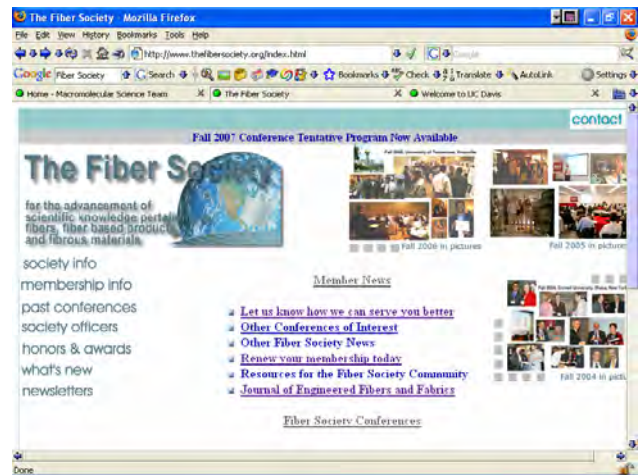 The Fiber Society - Mozilla Firefox
File Edit View History Bookmarks Tools Help
http://www.thefibersociety.org/index.html
Google
Google Fiber Society Search Bookmarks Check Translate AutoLink Settings
Home - Macromolecular Science Team The Fiber Society Welcome to UC Davis
contact
Fall 2007 Conference Tentative Program Now Available
The Fiber Society
for the advancement of
scientific knowledge pertai
fibers, fiber based product
and fibrous materials
Fall 2006 in pictures
Fall 2005 in pictures
society info
membership info
past conferences
society officers
honors & awards
what's new
newsletters
Member News
Let us know how we can serve you better
Other Conferences of Interest
Other Fiber Society News
Renew your membership today
Resources for the Fiber Society Community
Journal of Engineered Fibers and Fabrics
Fall 2004 in pictu
Fiber Society Conferences
Done